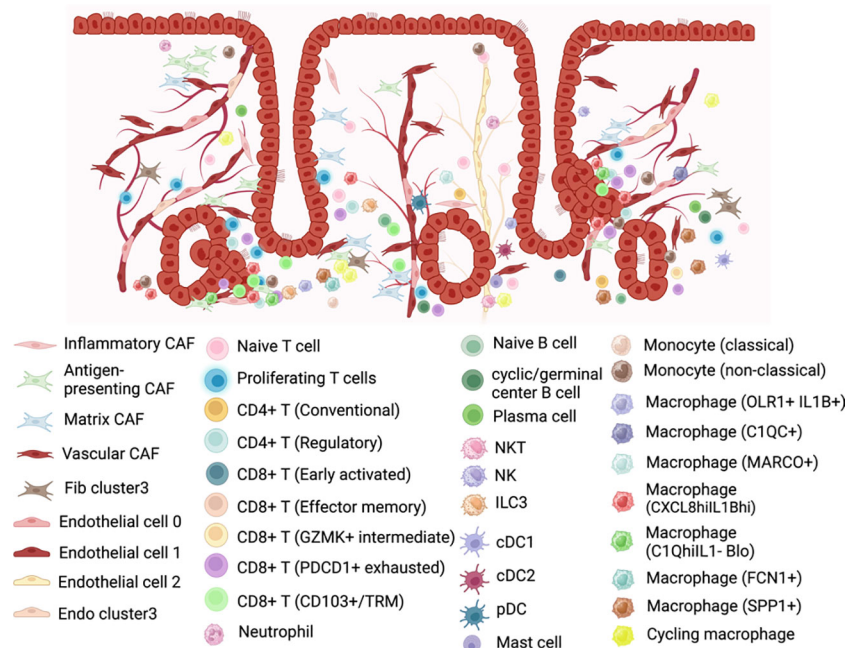 Inflammatory CAF
Antigen-
presenting CAF
Matrix CAF
Vascular CAF
Fib cluster3
Endothelial cell 0
Endothelial cell 1
Endothelial cell 2
Endo cluster3
Naive T cell
Proliferating T cells
CD4+ T (Conventional)
CD4+ T (Regulatory)
CD8+ T (Early activated)
CD8+ T (Effector memory)
CD8+ T (GZMK+ intermediate)
CD8+ T (PDCD1+ exhausted)
CD8+ T (CD103+/TRM)
Neutrophil
Naive B cell
cyclic/germinal
center B cell
Plasma cell
NKT
NK
ILC3
cDC1
cDC2
pDC
Mast cell
Monocyte (classical)
Monocyte (non-classical)
Macrophage (OLR1+ IL1B+)
Macrophage (C1QC+)
Macrophage (MARCO+)
Macrophage
(CXCL8hiIL1Bhi)
Macrophage
(C1QhiIL1- Blo)
Macrophage (FCN1+)
Macrophage (SPP1+)
Cycling macrophage